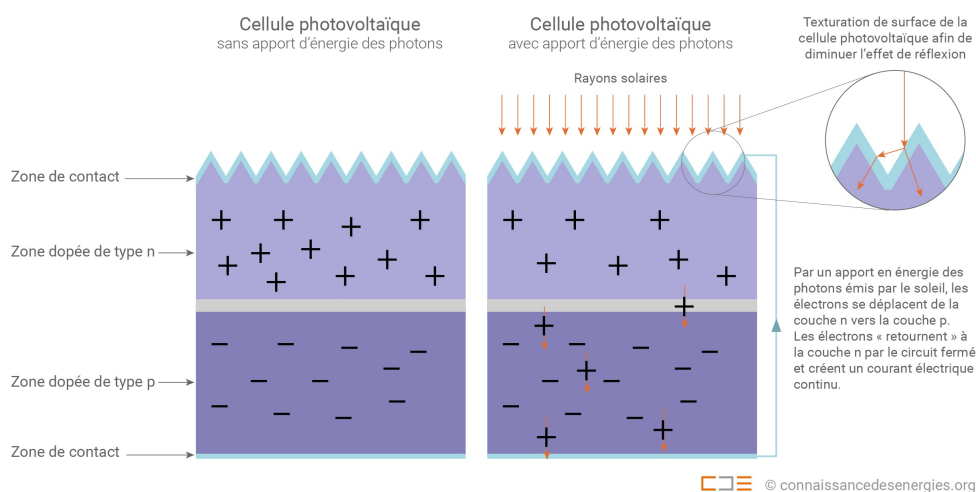 Cellule photovoltaïque
sans apport d'énergie des photons
Cellule photovoltaïque
avec apport d'énergie des photons
Texturation de surface de la
cellule photovoltaïque afin de
diminuer l'effet de réflexion
Rayons solaires
Zone de contact
Zone dopée de type n
Zone dopée de type p
Zone de contact
Par un apport en énergie des
photons émis par le soleil, les
électrons se déplacent de la
couche n vers la couche p.
Les électrons « retournent » à
la couche n par le circuit fermé
et créent un courant électrique
continu.
© connaissancedesenergies.org